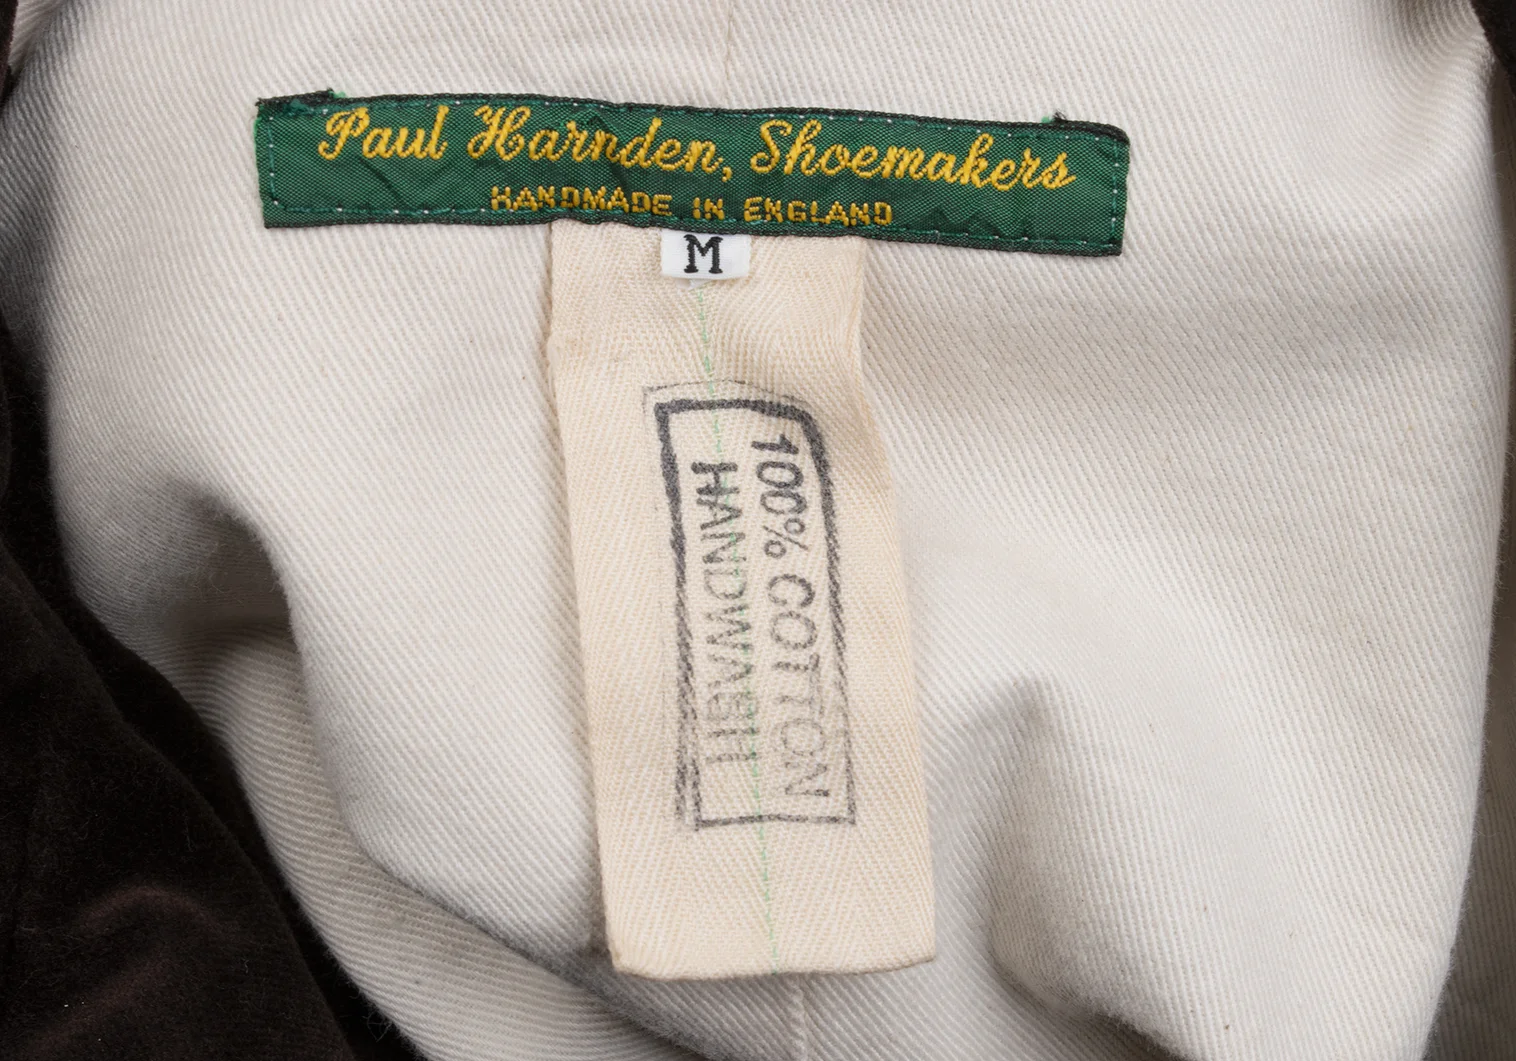 Paul Harnden, Shoemakers
HANDMADE IN ENGLAND
M
100% COTTON
HANDWASH